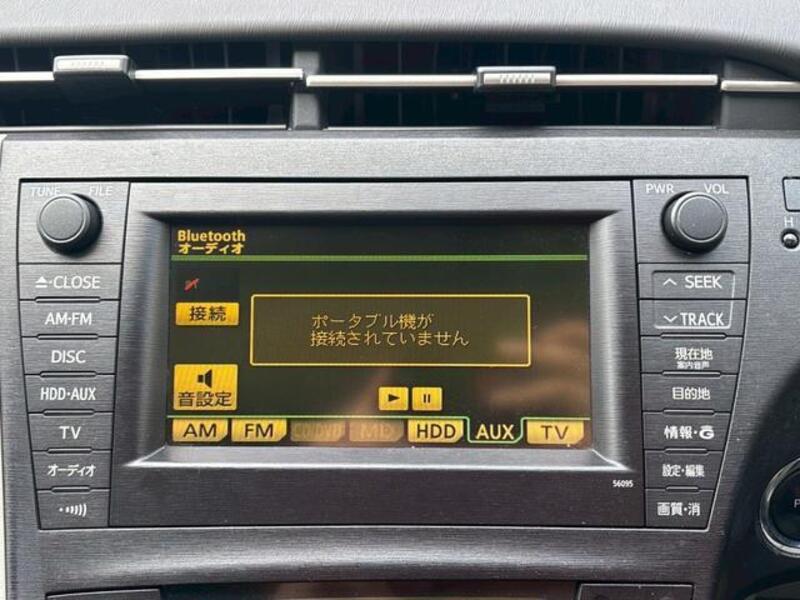 TUNE FILE
PWR VOL
▲·CLOSE
AM·FM
DISC
HDD·AUX
TV
オーディオ
Bluetooth
オーディオ
接続
ポータブル機が
接続されていません
音設定
AM FM CD/DVD MD HDD AUX TV
56095
SEEK
TRACK
現在地
案内音声
目的地
情報·G
設定·編集
画質·消
H
P